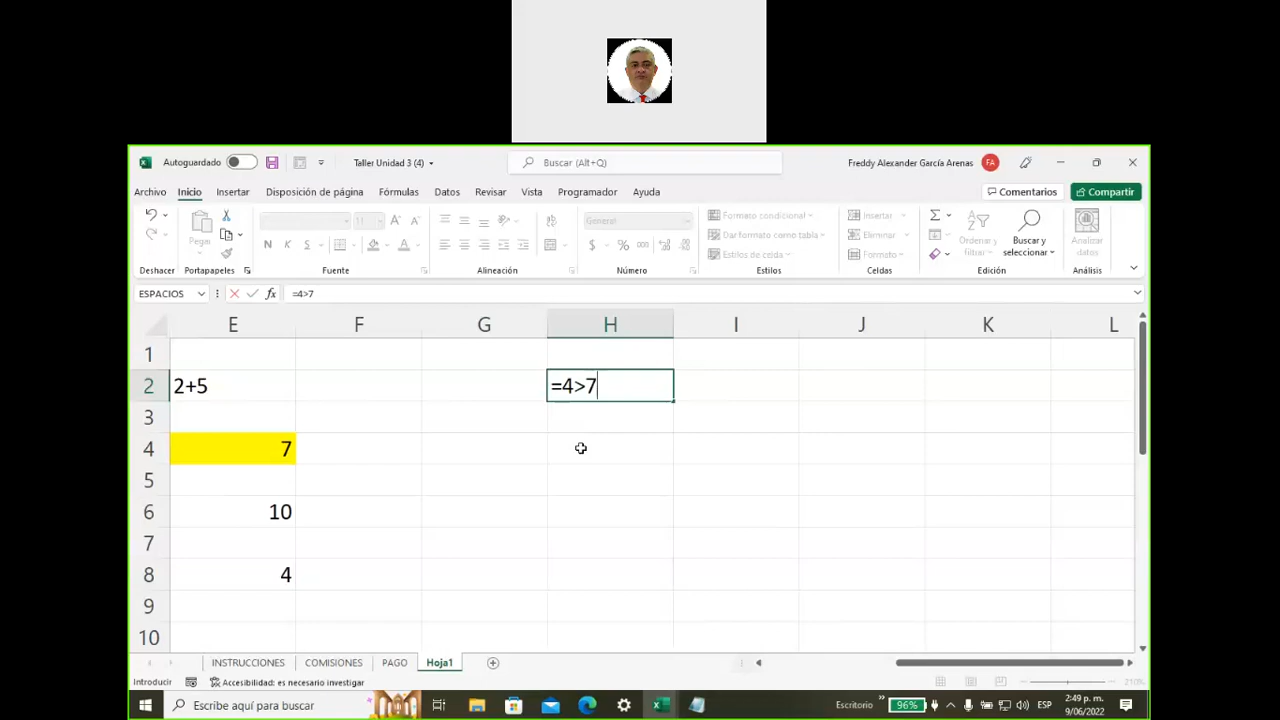 Autoguardado
Taller Unidad 3 (4)
Buscar (Alt+Q)
Freddy Alexander García Arenas
FA
Archivo Inicio Insertar Disposición de página Fórmulas Datos Revisar Vista Programador Ayuda
Comentarios
Compartir
Pegar
11
General
Formato condicional
Dar formato como tabla
Estilos de celda
Insertar
Eliminar
Formato
Ordenar y filtrar
Buscar y seleccionar
Analizar datos
Deshacer Portapapeles Fuente Alineación Número Estilos Celdas Edición Análisis
ESPACIOS
=4>7
E F G H I J K L
1
2 2+5 =4>7
3
4 7
5
6 10
7
8 4
9
10
INSTRUCCIONES COMISIONES PAGO Hoja1
Introducir
Accesibilidad: es necesario investigar
210%
Escribe aquí para buscar
Escritorio
96%
ESP
2:49 p. m.
9/06/2022